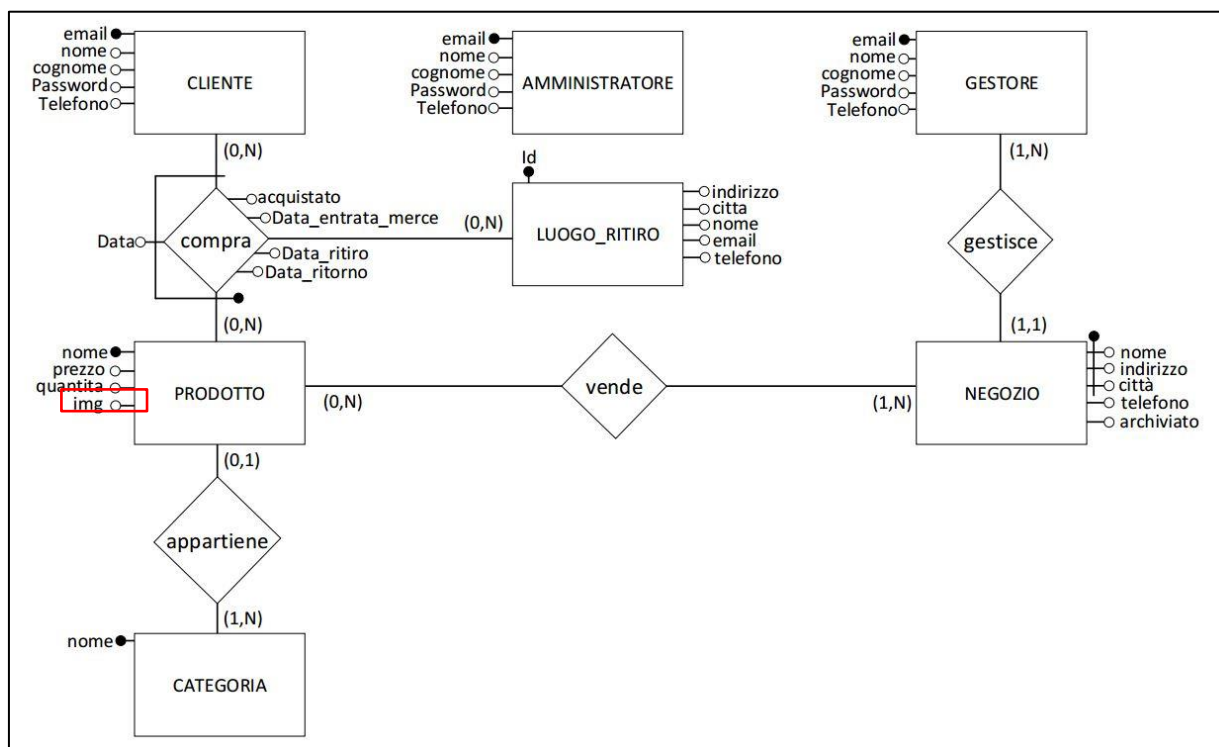 email
nome
cognome
Password
Telefono
CLIENTE
email
nome
cognome
Password
Telefono
AMMINISTRATORE
email
nome
cognome
Password
Telefono
GESTORE
(0,N)
(1,N)
Id
acquistato
Data_entrata_merce
Data
compra
Data_ritiro
Data_ritorno
(0,N)
LUOGO_RITIRO
indirizzo
citta
nome
email
telefono
gestisce
(0,N)
(1,1)
nome
prezzo
quantita
img
PRODOTTO
(0,N)
vende
(1,N)
NEGOZIO
nome
indirizzo
città
telefono
archiviato
(0,1)
appartiene
(1,N)
nome
CATEGORIA